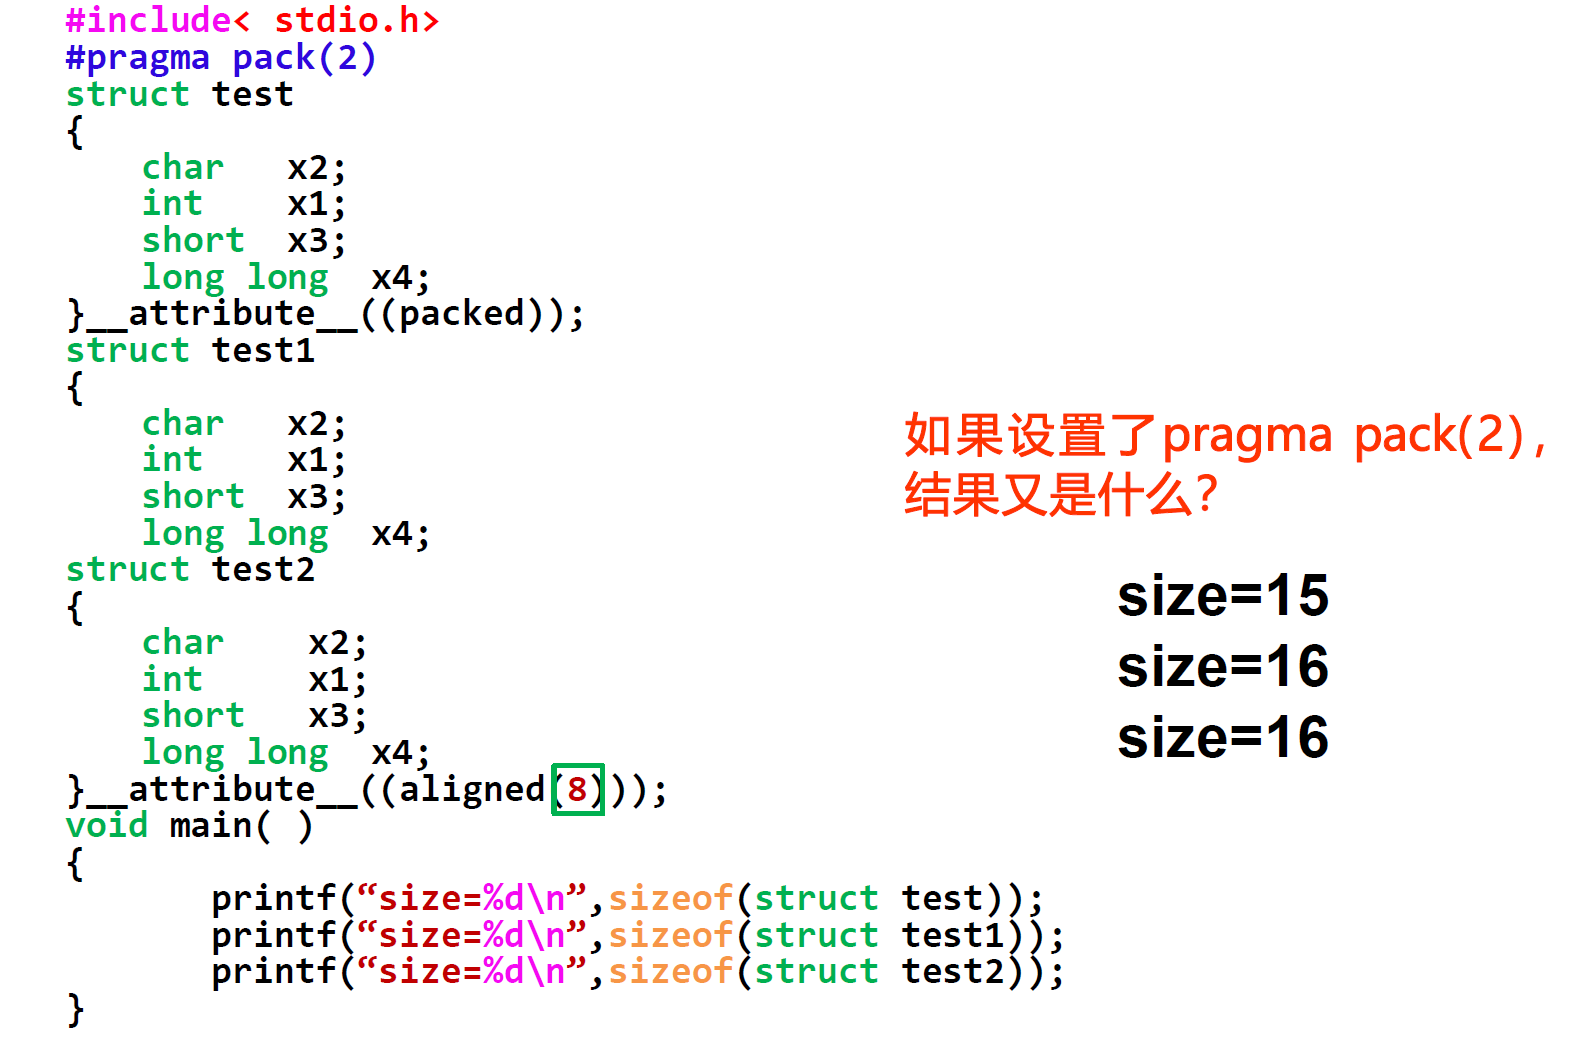 #include< stdio.h>
#pragma pack(2)
struct test
{
char x2;
int x1;
short x3;
long long x4;
}__attribute__((packed));
struct test1
{
char x2;
int x1;
short x3;
long long x4;
struct test2
{
char x2;
int x1;
short x3;
long long x4;
}__attribute__((aligned(8)));
void main( )
{
printf(“size=%d\n”,sizeof(struct test));
printf(“size=%d\n”,sizeof(struct test1));
printf(“size=%d\n”,sizeof(struct test2));
}
如果设置了pragma pack(2),
结果又是什么?
size=15
size=16
size=16